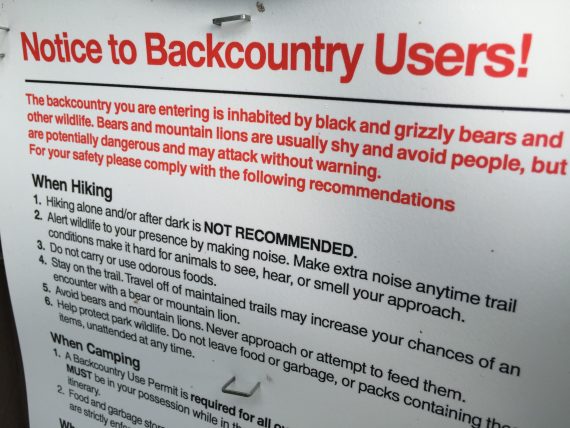 Notice to Backcountry Users!
The backcountry you are entering is inhabited by black and grizzly bears and
other wildlife. Bears and mountain lions are usually shy and avoid people, but
are potentially dangerous and may attack without warning.
For your safety please comply with the following recommendations
When Hiking
1. Hiking alone and/or after dark is NOT RECOMMENDED.
2. Alert wildlife to your presence by making noise. Make extra noise anytime trail
conditions make it hard for animals to see, hear, or smell your approach.
3. Do not carry or use odorous foods.
4. Stay on the trail. Travel off of maintained trails may increase your chances of an
encounter with a bear or mountain lion.
5. Avoid bears and mountain lions. Never approach or attempt to feed them.
6. Help protect park wildlife. Do not leave food or garbage, or packs containing these
items, unattended at any time.
When Camping
1. A Backcountry Use Permit is required for all
MUST be in your possession while in the
itinerary.
2. Food and garbage
are strictly